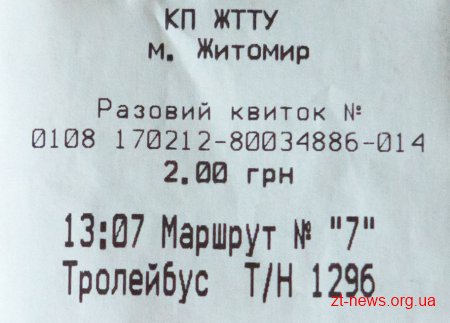 КП ЖТТУ
м. Житомир
Разовий квиток №
0108 170212-80034886-014
2.00 грн
13:07 Маршрут № "7"
Тролейбус Т/Н 1296
zt-news.org.ua